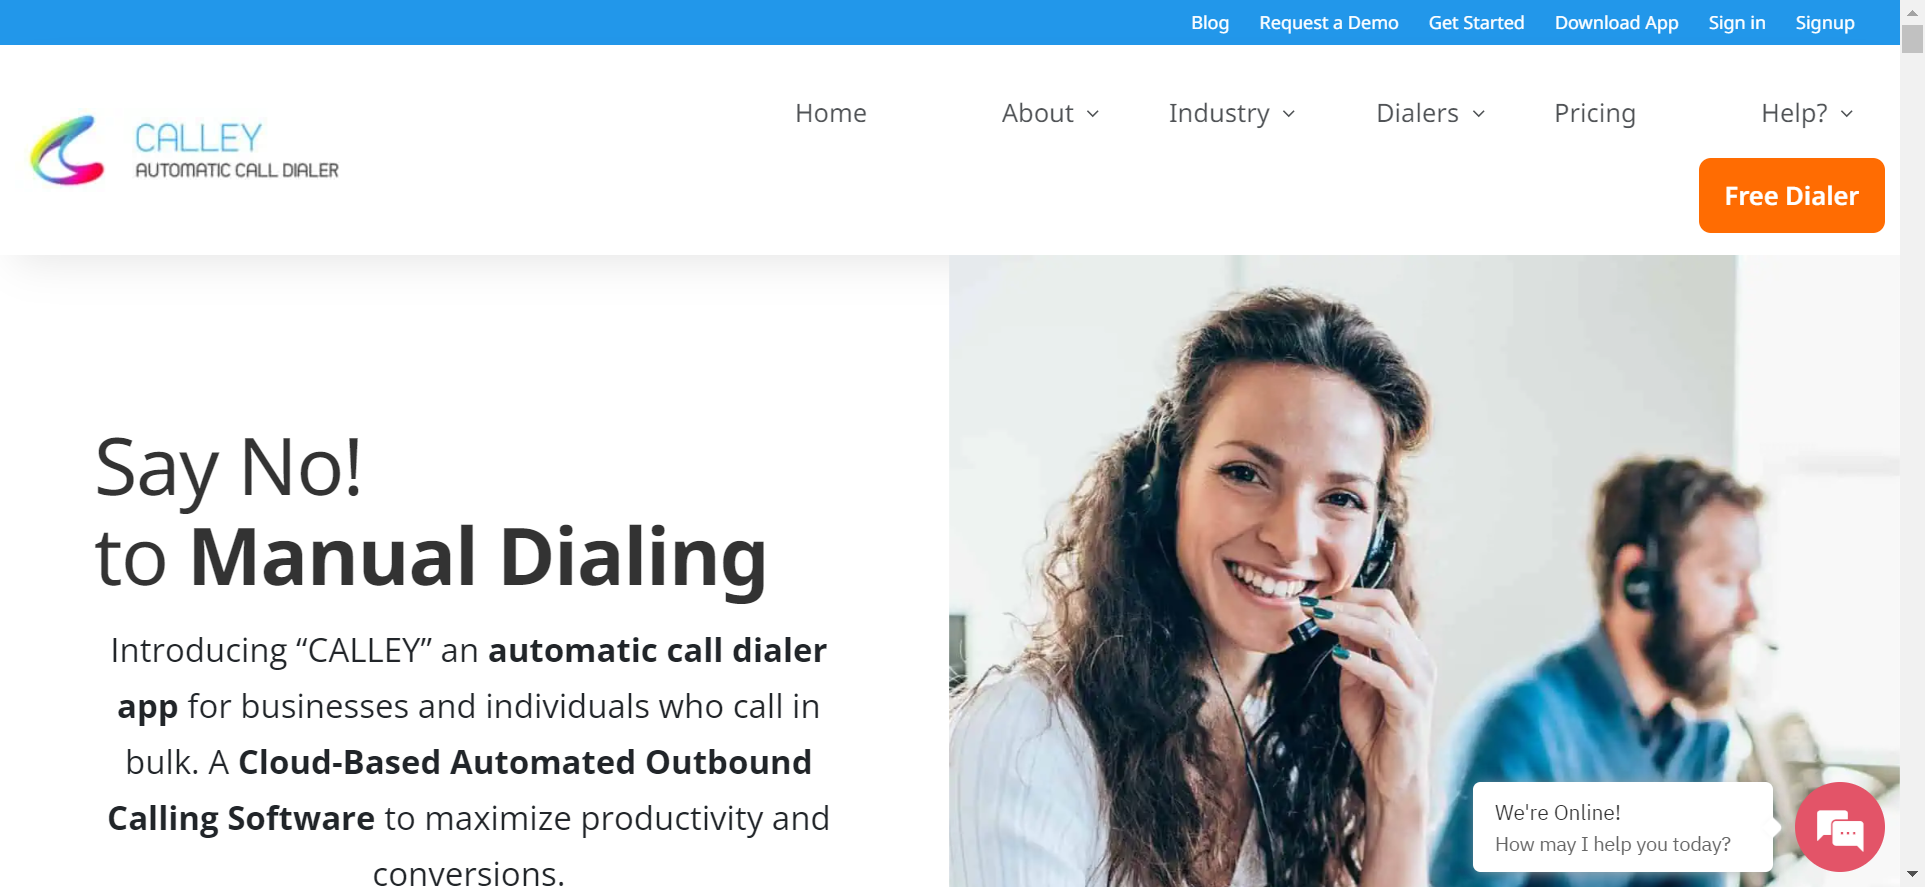 Blog Request a Demo Get Started Download App Sign in Signup
CALLEY
AUTOMATIC CALL DIALER
Home About Industry Dialers Pricing Help?
Free Dialer
Say No!
to Manual Dialing
Introducing “CALLEY” an automatic call dialer
app for businesses and individuals who call in
bulk. A Cloud-Based Automated Outbound
Calling Software to maximize productivity and
conversions.
We're Online!
How may I help you today?